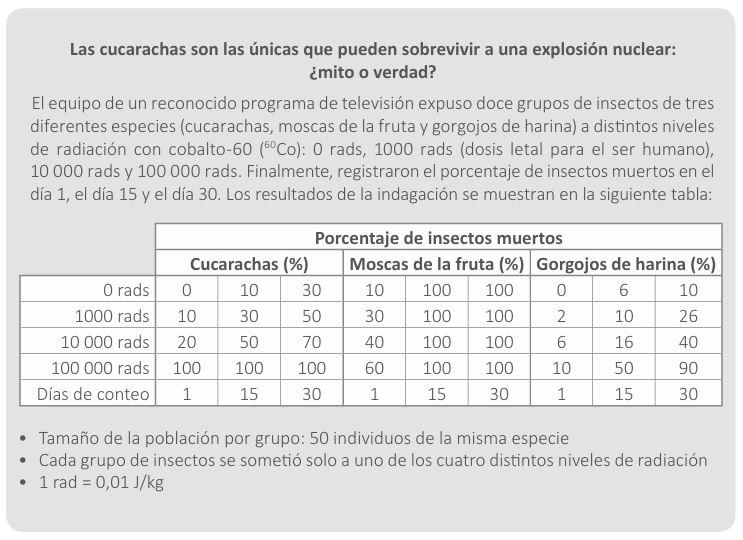 Las cucarachas son las únicas que pueden sobrevivir a una explosión nuclear:
¿mito o verdad?
El equipo de un reconocido programa de televisión expuso doce grupos de insectos de tres
diferentes especies (cucarachas, moscas de la fruta y gorgojos de harina) a distintos niveles
de radiación con cobalto-60 (⁶⁰Co): 0 rads, 1000 rads (dosis letal para el ser humano),
10 000 rads y 100 000 rads. Finalmente, registraron el porcentaje de insectos muertos en el
día 1, el día 15 y el día 30. Los resultados de la indagación se muestran en la siguiente tabla:
Porcentaje de insectos muertos
Cucarachas (%) Moscas de la fruta (%) Gorgojos de harina (%)
0 rads 0 10 30 10 100 100 0 6 10
1000 rads 10 30 50 30 100 100 2 10 26
10 000 rads 20 50 70 40 100 100 6 16 40
100 000 rads 100 100 100 60 100 100 10 50 90
Días de conteo 1 15 30 1 15 30 1 15 30
• Tamaño de la población por grupo: 50 individuos de la misma especie
• Cada grupo de insectos se sometió solo a uno de los cuatro distintos niveles de radiación
• 1 rad = 0,01 J/kg